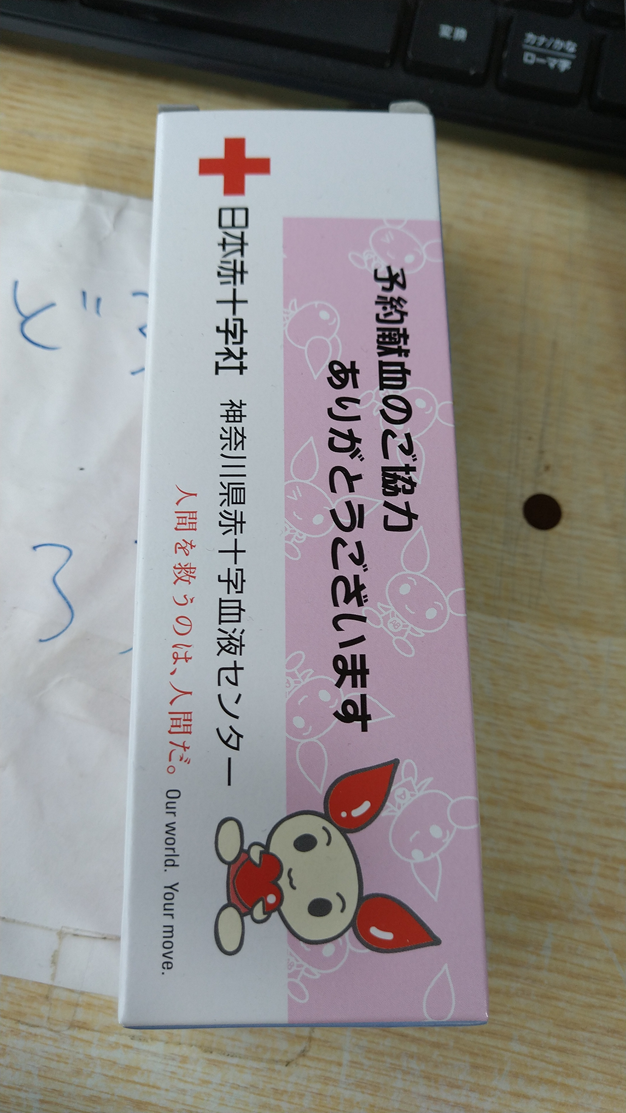 変換
カナ/かな
ローマ字
予約献血のご協力
ありがとうございます
日本赤十字社 神奈川県赤十字血液センター
人間を救うのは、人間だ。 Our world. Your move.